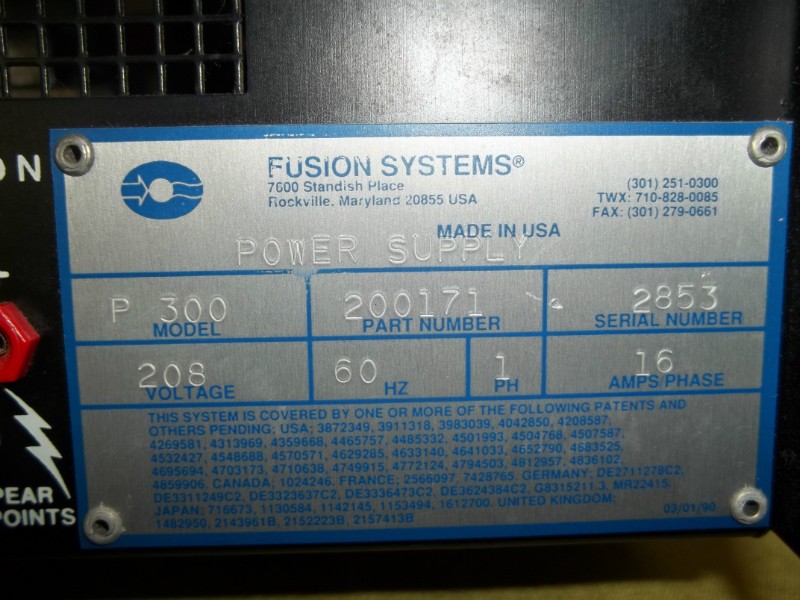 ON
FUSION SYSTEMS®
7600 Standish Place
Rockville, Maryland 20855 USA
(301) 251-0300
TWX: 710-828-0085
FAX: (301) 279-0661
MADE IN USA
POWER SUPPLY
P 300
MODEL
200171
PART NUMBER
2853
SERIAL NUMBER
208
VOLTAGE
60
HZ
1
PH
16
AMPS/PHASE
THIS SYSTEM IS COVERED BY ONE OR MORE OF THE FOLLOWING PATENTS AND
OTHERS PENDING: USA; 3872349, 3911318, 3983039, 4042850, 4208587,
4269581, 4313969, 4359668, 4465757, 4485332, 4501993, 4504768, 4507587,
4532427, 4548688, 4570571, 4629285, 4633140, 4641033, 4652790, 4683525,
4695694, 4703173, 4710638, 4749915, 4772124, 4794503, 4812957, 4836102,
4859906, CANADA; 1024246. FRANCE; 2566097, 7428765. GERMANY; DE2711278C2,
DE3311249C2, DE3323637C2, DE3336473C2, DE3624384C2, G8315211.3, MR22415.
JAPAN; 716673, 1130584, 1142145, 1153494, 1612700. UNITED KINGDOM;
1482950, 2143961B, 2152223B, 2157413B
03/01/90
PEAR
POINTS